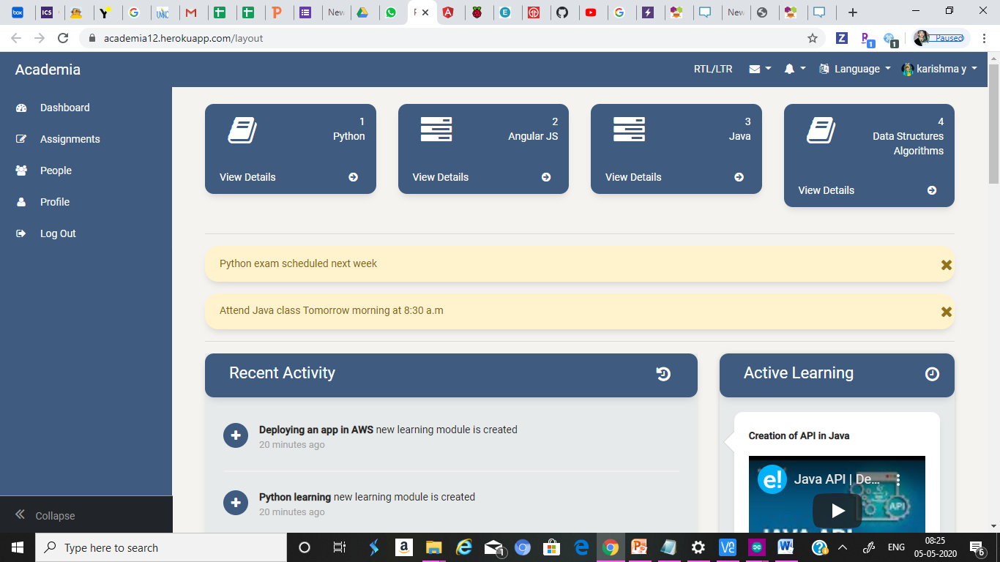 New
New
academia12.herokuapp.com/layout
Paused
Academia
RTL/LTR
Language
karishma y
Dashboard
Assignments
People
Profile
Log Out
Collapse
1
Python
View Details
2
Angular JS
View Details
3
Java
View Details
4
Data Structures
Algorithms
View Details
Python exam scheduled next week
Attend Java class Tomorrow morning at 8:30 a.m
Recent Activity
Deploying an app in AWS new learning module is created
20 minutes ago
Python learning new learning module is created
20 minutes ago
Active Learning
Creation of API in Java
Java API | De...
API
JAVA API
Type here to search
ENG
08:25
05-05-2020